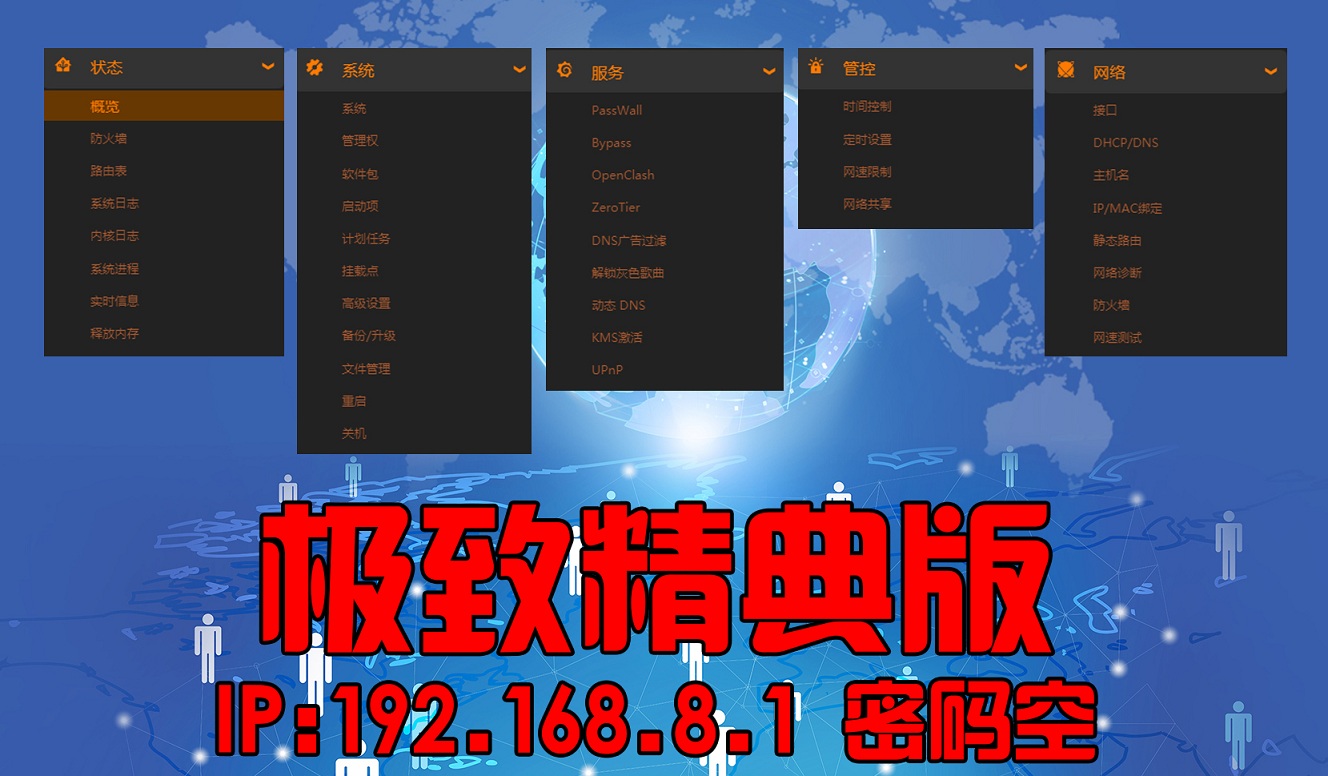 状态
概览
防火墙
路由表
系统日志
内核日志
系统进程
实时信息
释放内存
系统
系统
管理权
软件包
启动项
计划任务
挂载点
高级设置
备份/升级
文件管理
重启
关机
服务
PassWall
Bypass
OpenClash
ZeroTier
DNS广告过滤
解锁灰色歌曲
动态 DNS
KMS激活
UPnP
管控
时间控制
定时设置
网速限制
网络共享
网络
接口
DHCP/DNS
主机名
IP/MAC绑定
静态路由
网络诊断
防火墙
网速测试
极致精典版
IP:192.168.8.1 密码空